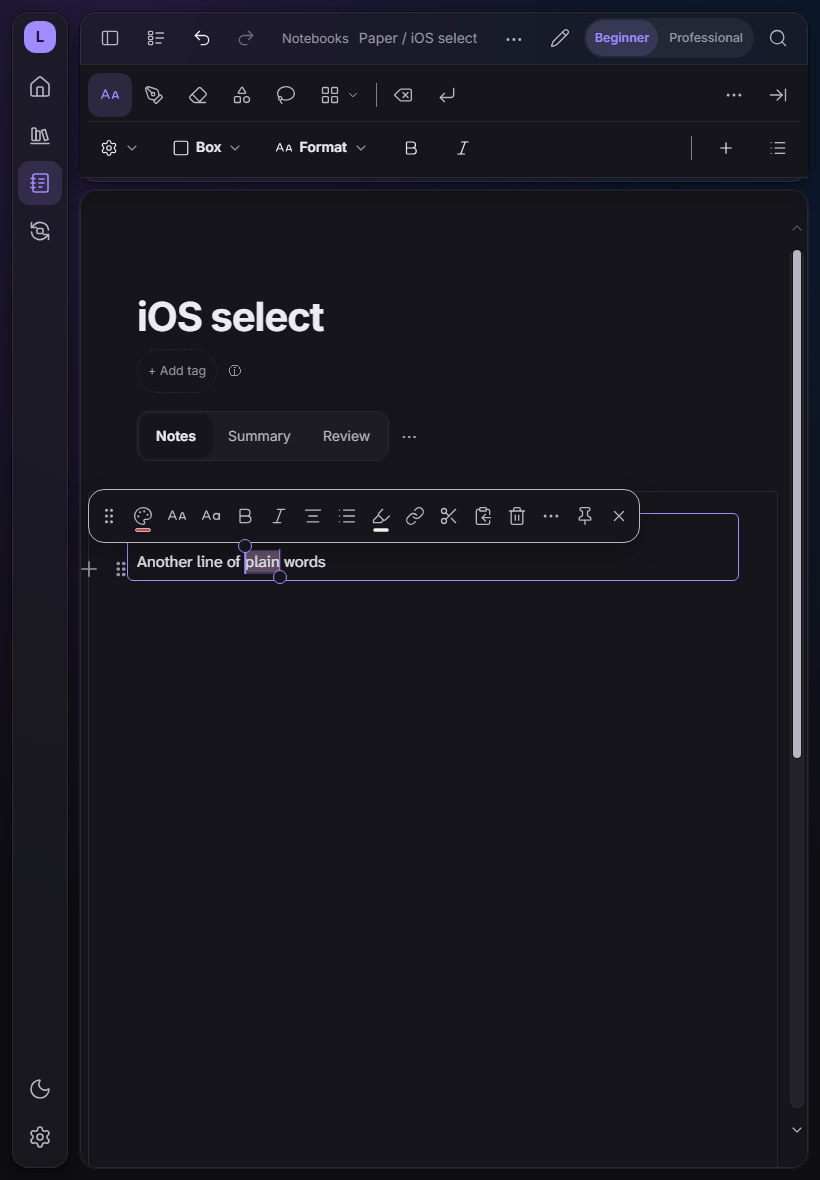 L
Notebooks Paper / iOS select
Beginner Professional
AA
Box AA Format B I
iOS select
+ Add tag
Notes Summary Review
AA Aa B I
Another line of plain words